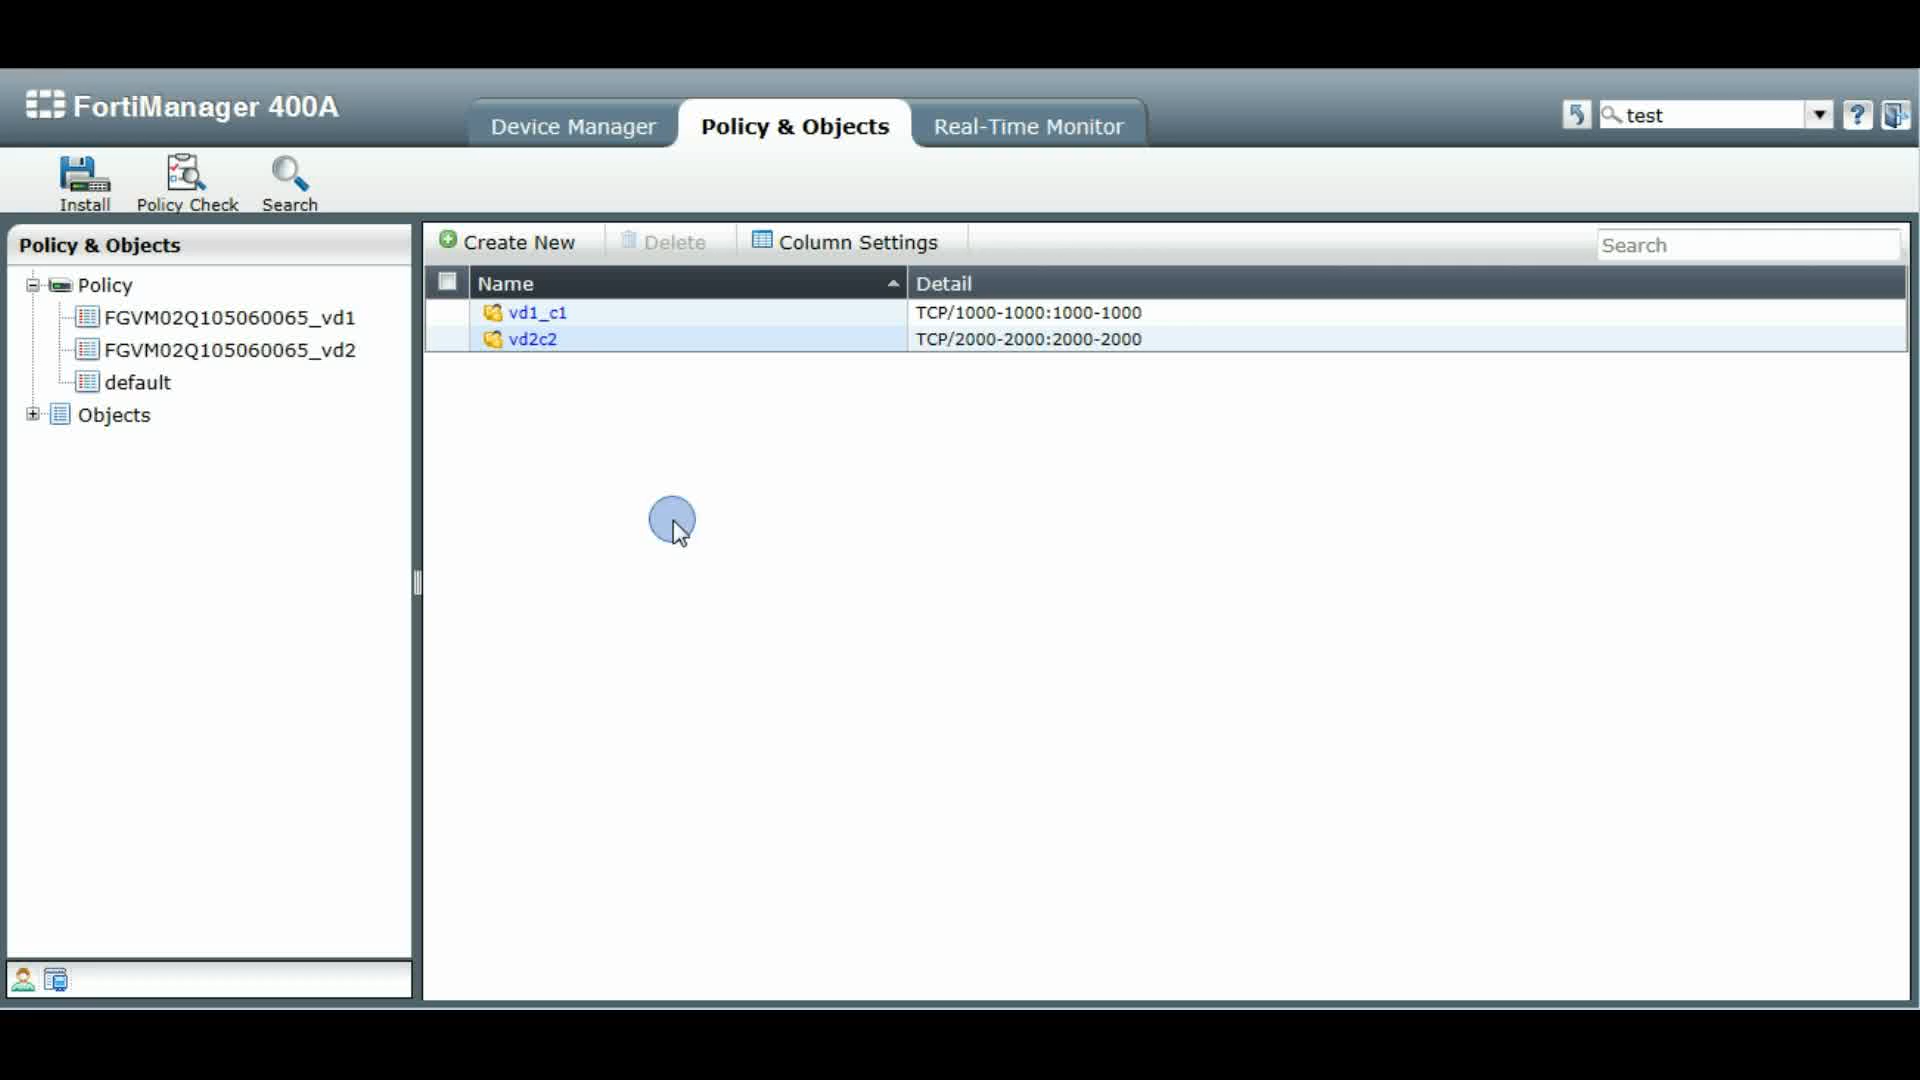 FortiManager 400A
Device Manager
Policy & Objects
Real-Time Monitor
test
?
Install
Policy Check
Search
Policy & Objects
Policy
FGVM02Q105060065_vd1
FGVM02Q105060065_vd2
default
Objects
Create New
Delete
Column Settings
Search
Name
Detail
vd1_c1
TCP/1000-1000:1000-1000
vd2c2
TCP/2000-2000:2000-2000